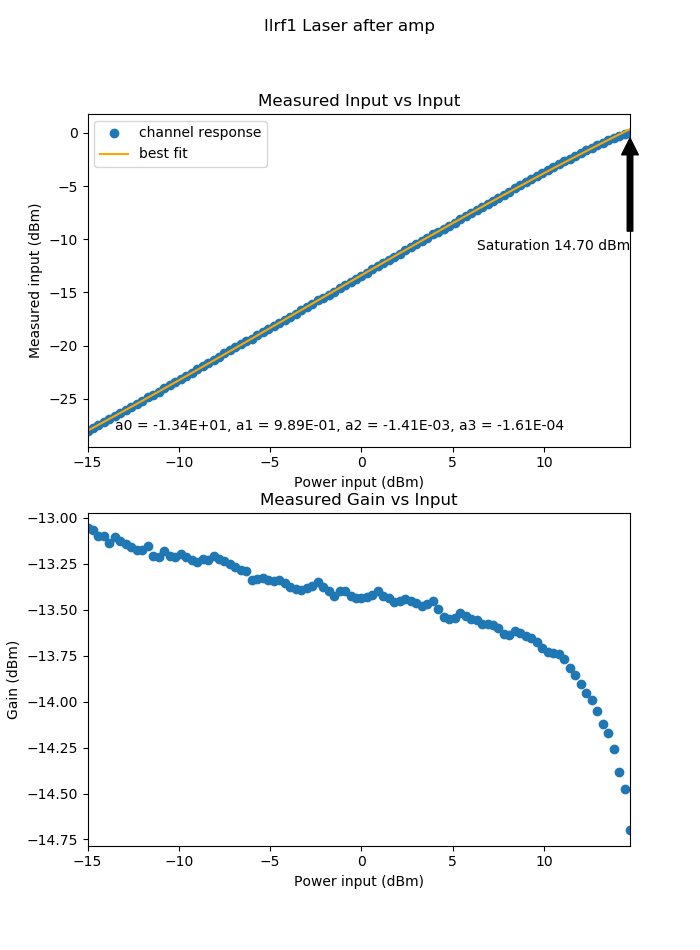 llrf1 Laser after amp
Measured Input vs Input
channel response
best fit
0
−5
−10
−15
−20
−25
Measured input (dBm)
Saturation 14.70 dBm
a0 = -1.34E+01, a1 = 9.89E-01, a2 = -1.41E-03, a3 = -1.61E-04
−15
−10
−5
0
5
10
Power input (dBm)
Measured Gain vs Input
−13.00
−13.25
−13.50
−13.75
−14.00
−14.25
−14.50
−14.75
Gain (dBm)
−15
−10
−5
0
5
10
Power input (dBm)